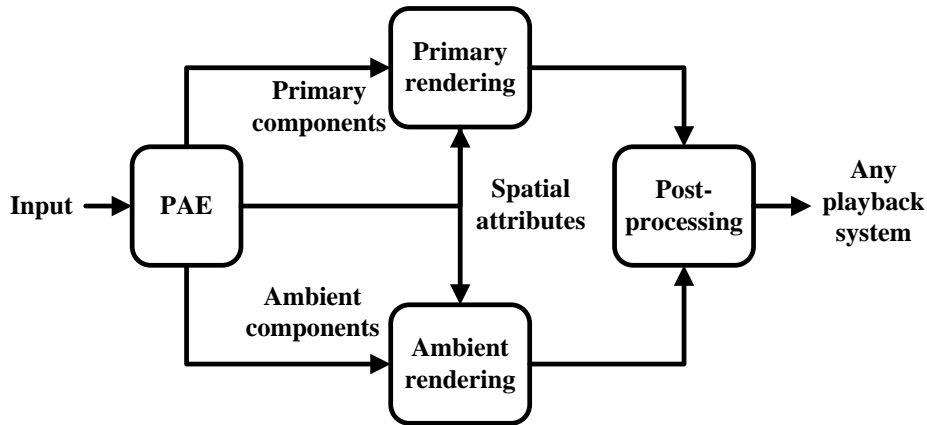 Primary
rendering
Primary
components
Input
PAE
Spatial
attributes
Post-
processing
Any
playback
system
Ambient
components
Ambient
rendering